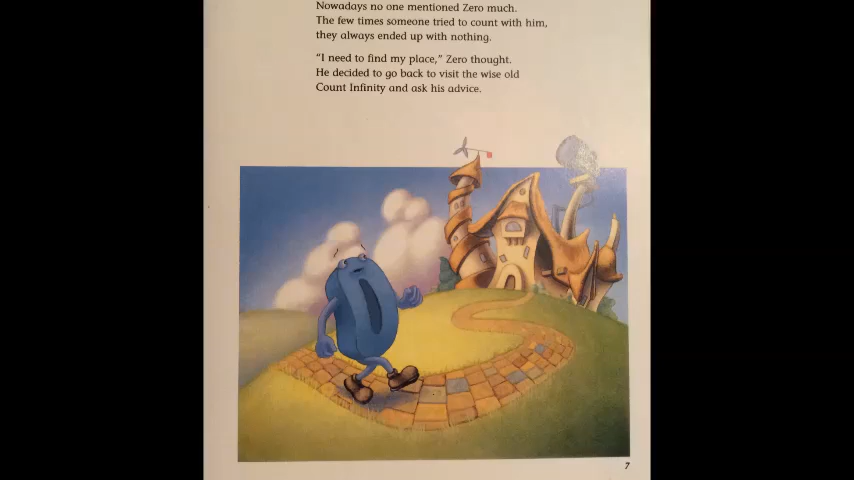 Nowadays no one mentioned Zero much.
The few times someone tried to count with him,
they always ended up with nothing.
“I need to find my place,” Zero thought.
He decided to go back to visit the wise old
Count Infinity and ask his advice.
7